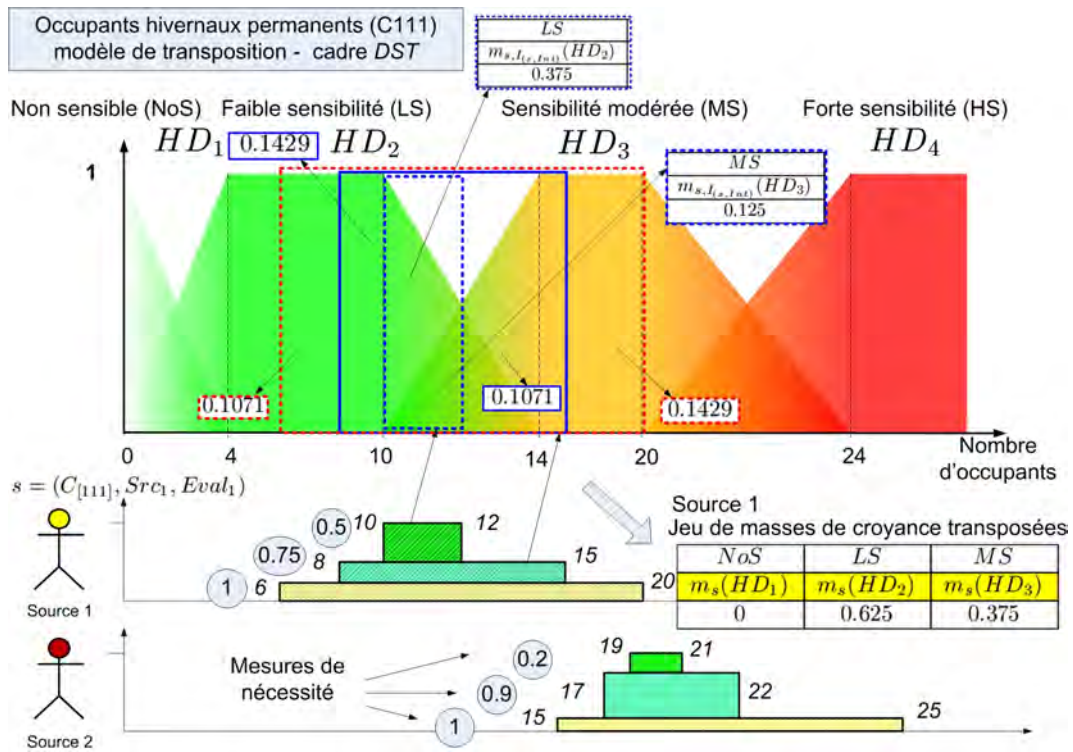 Occupants hivernaux permanents (C111)
modèle de transposition - cadre DST
LS
m_{s,I_{(s,Int)}}(HD_2)
0.375
Non sensible (NoS)
Faible sensibilité (LS)
Sensibilité modérée (MS)
Forte sensibilité (HS)
HD_1
0.1429
HD_2
HD_3
HD_4
MS
m_{s,I_{(s,Int)}}(HD_3)
0.125
1
0.1071
0.1071
0.1429
0
4
10
14
20
24
Nombre
d'occupants
s = (C_{[111]}, Src_1, Eval_1)
Source 1
Jeu de masses de croyance transposées
NoS LS MS
m_s(HD_1) m_s(HD_2) m_s(HD_3)
0 0.625 0.375
0.5
10
12
0.75
8
15
1
6
20
Source 1
Mesures de
nécessité
0.2
19
21
0.9
17
22
1
15
25
Source 2